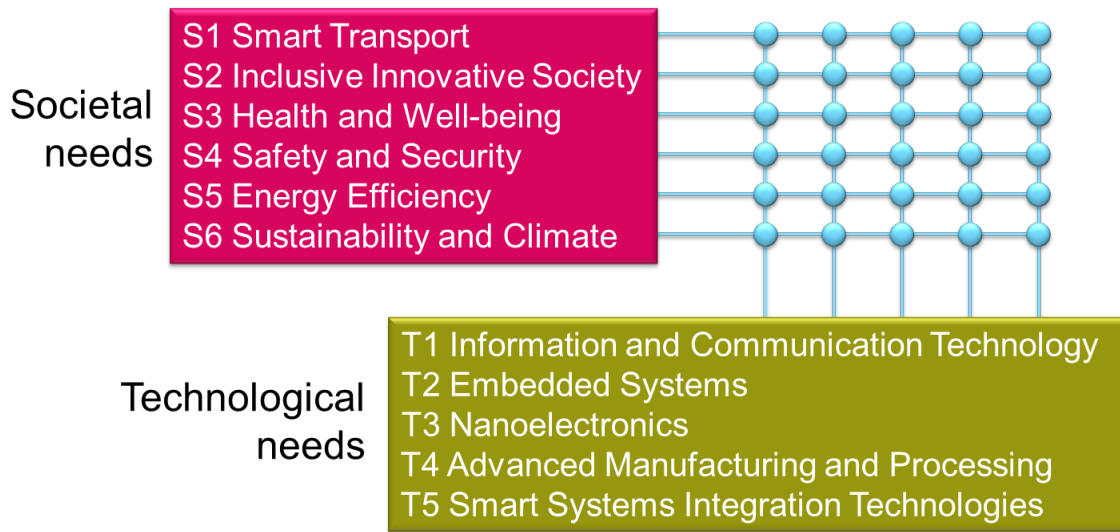 Societal
needs
S1 Smart Transport
S2 Inclusive Innovative Society
S3 Health and Well-being
S4 Safety and Security
S5 Energy Efficiency
S6 Sustainability and Climate
Technological
needs
T1 Information and Communication Technology
T2 Embedded Systems
T3 Nanoelectronics
T4 Advanced Manufacturing and Processing
T5 Smart Systems Integration Technologies